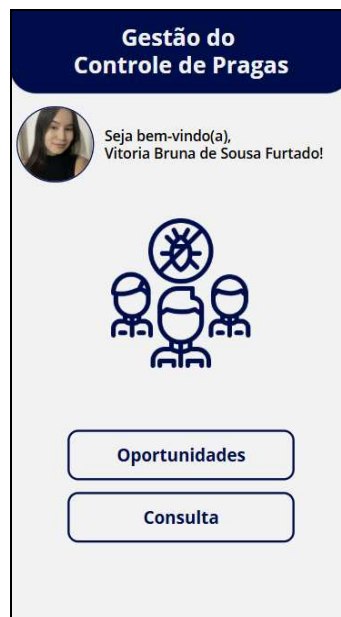 Gestão do
Controle de Pragas
Seja bem-vindo(a),
Vitoria Bruna de Sousa Furtado!
Oportunidades
Consulta